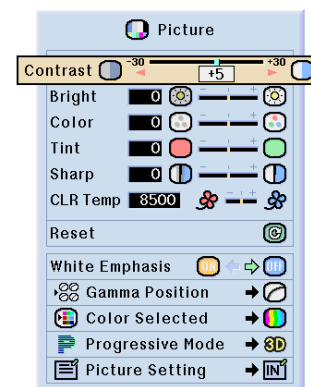 Picture
Contrast -30 +5 +30
Bright 0 - +
Color 0 - +
Tint 0 - +
Sharp 0 - +
CLR Temp 8500 - +
Reset
White Emphasis ON OFF
Gamma Position
Color Selected
P Progressive Mode 3D
Picture Setting IN